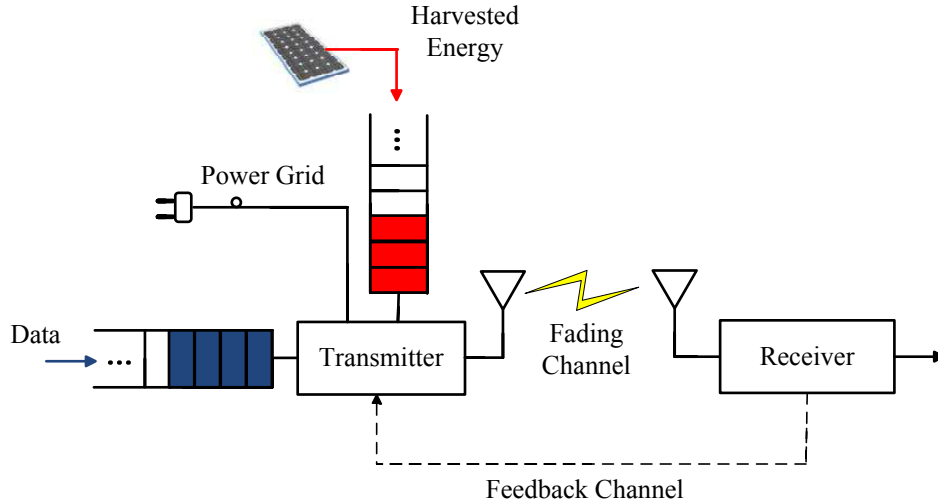 Harvested
Energy
Power Grid
Data
Transmitter
Fading
Channel
Receiver
Feedback Channel